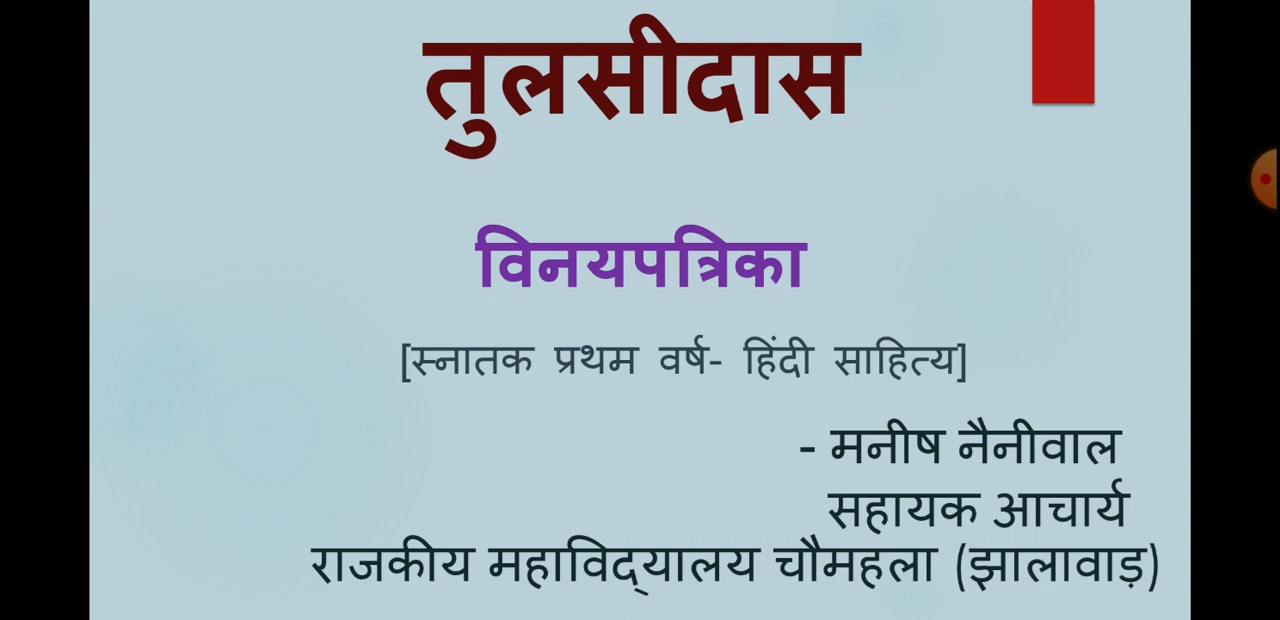 तुलसीदास
विनयपत्रिका
[स्नातक प्रथम वर्ष- हिंदी साहित्य]
- मनीष नैनीवाल
सहायक आचार्य
राजकीय महाविद्यालय चौमहला (झालावाड़)